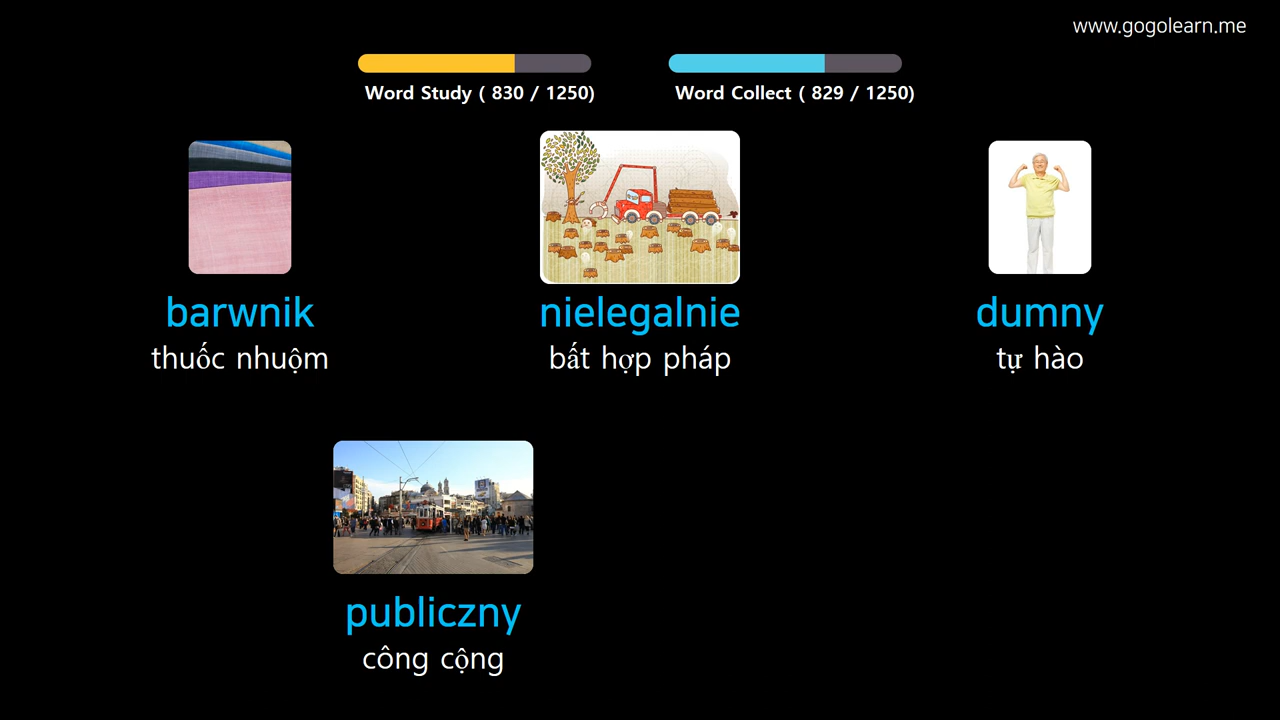 www.gogolearn.me
Word Study ( 830 / 1250)
Word Collect ( 829 / 1250)
barwnik
thuốc nhuộm
nielegalnie
bất hợp pháp
dumny
tự hào
publiczny
công cộng